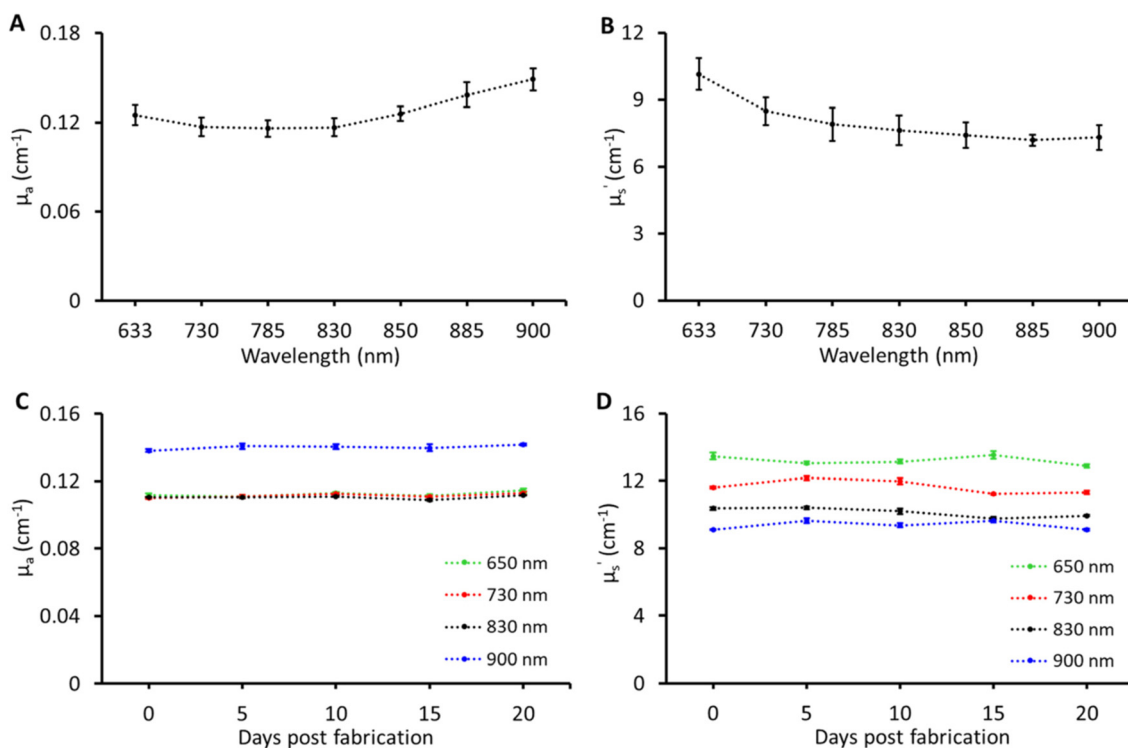 A
0.18
0.12
0.06
0
μa (cm-1)
633 730 785 830 850 885 900
Wavelength (nm)
B
12
9
6
3
0
μs' (cm-1)
633 730 785 830 850 885 900
Wavelength (nm)
C
0.16
0.12
0.08
0.04
0
μa (cm-1)
650 nm
730 nm
830 nm
900 nm
0 5 10 15 20
Days post fabrication
D
16
12
8
4
0
μs' (cm-1)
650 nm
730 nm
830 nm
900 nm
0 5 10 15 20
Days post fabrication